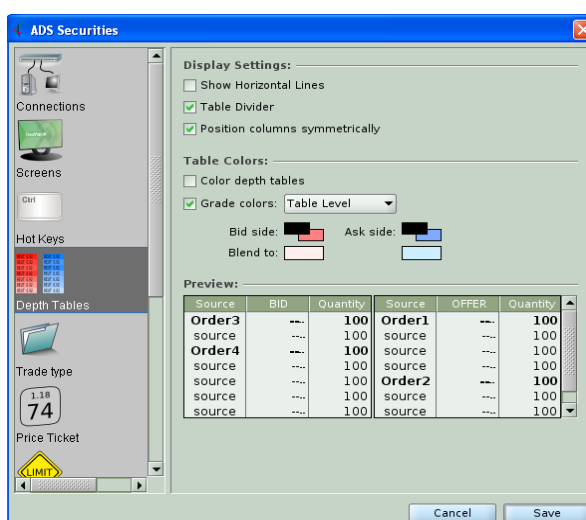 ADS Securities
Connections
Screens
Ctrl
Hot Keys
Depth Tables
Trade type
1.18
74
Price Ticket
LIMIT
Display Settings:
Show Horizontal Lines
Table Divider
Position columns symmetrically
Table Colors:
Color depth tables
Grade colors: Table Level
Bid side: Ask side:
Blend to:
Preview:
Source BID Quantity Source OFFER Quantity
Order3 --.. 100 Order1 --.. 100
source --.. 100 source --.. 100
Order4 --.. 100 source --.. 100
source --.. 100 source --.. 100
source --.. 100 Order2 --.. 100
source --.. 100 source --.. 100
source --.. 100 source --.. 100
Cancel Save